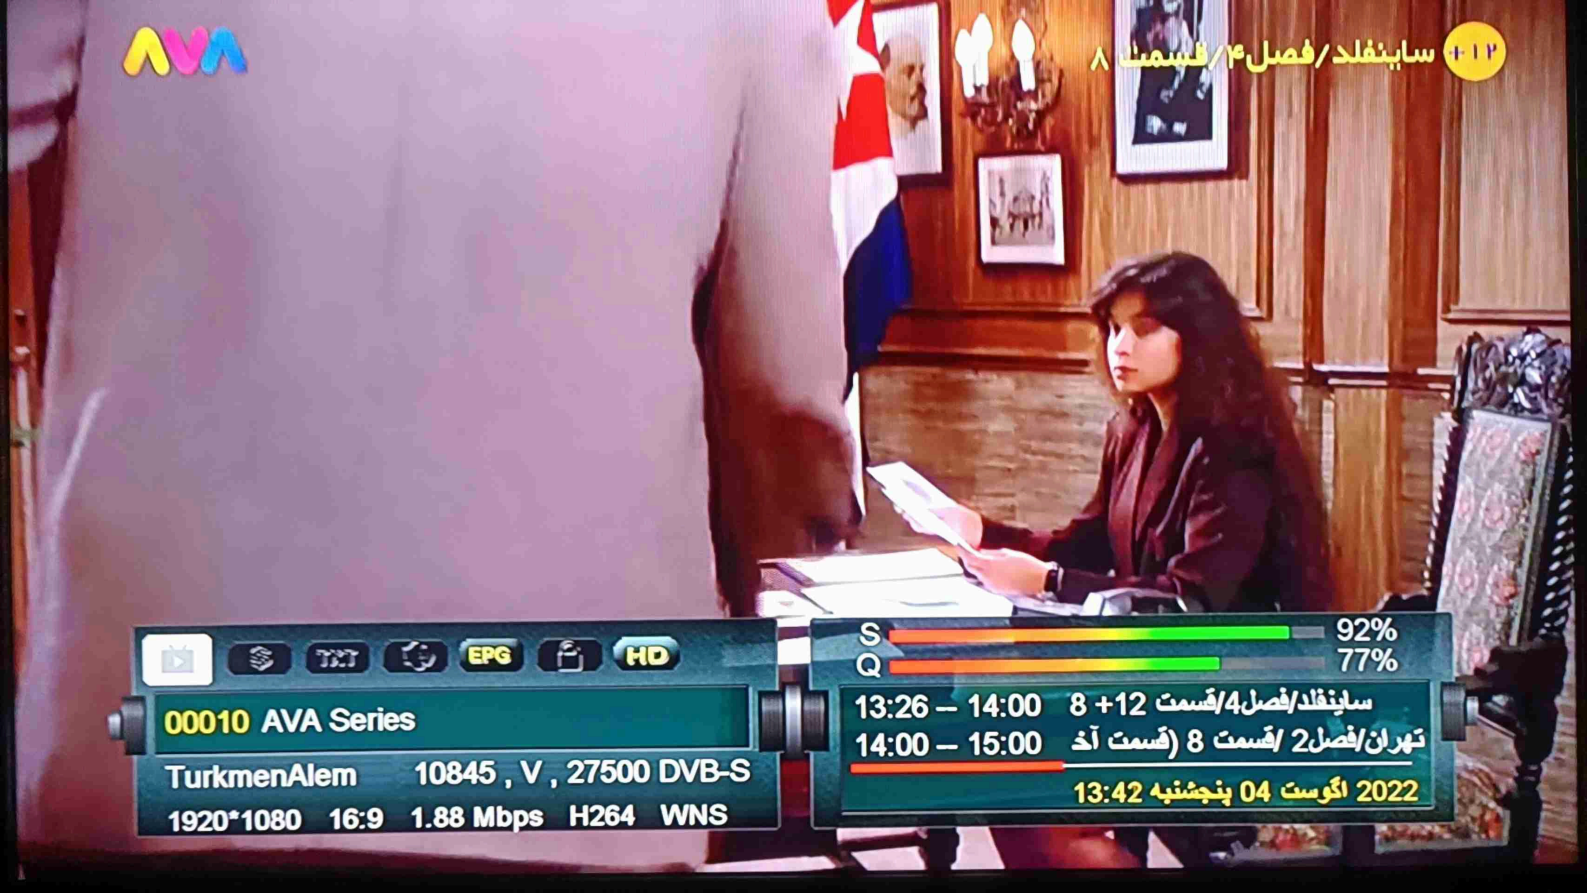 AVA
ساینفلد/فصل۴/قسمت ۸ +۱۲
TXT EPG HD
S 92%
Q 77%
00010 AVA Series
13:26 – 14:00 ساینفلد/فصل4/قسمت 12+ 8
14:00 – 15:00 تهران/فصل2 /قسمت 8 (قسمت آخ
TurkmenAlem 10845 , V , 27500 DVB-S
1920*1080 16:9 1.88 Mbps H264 WNS
2022 اگوست 04 پنجشنبه 13:42